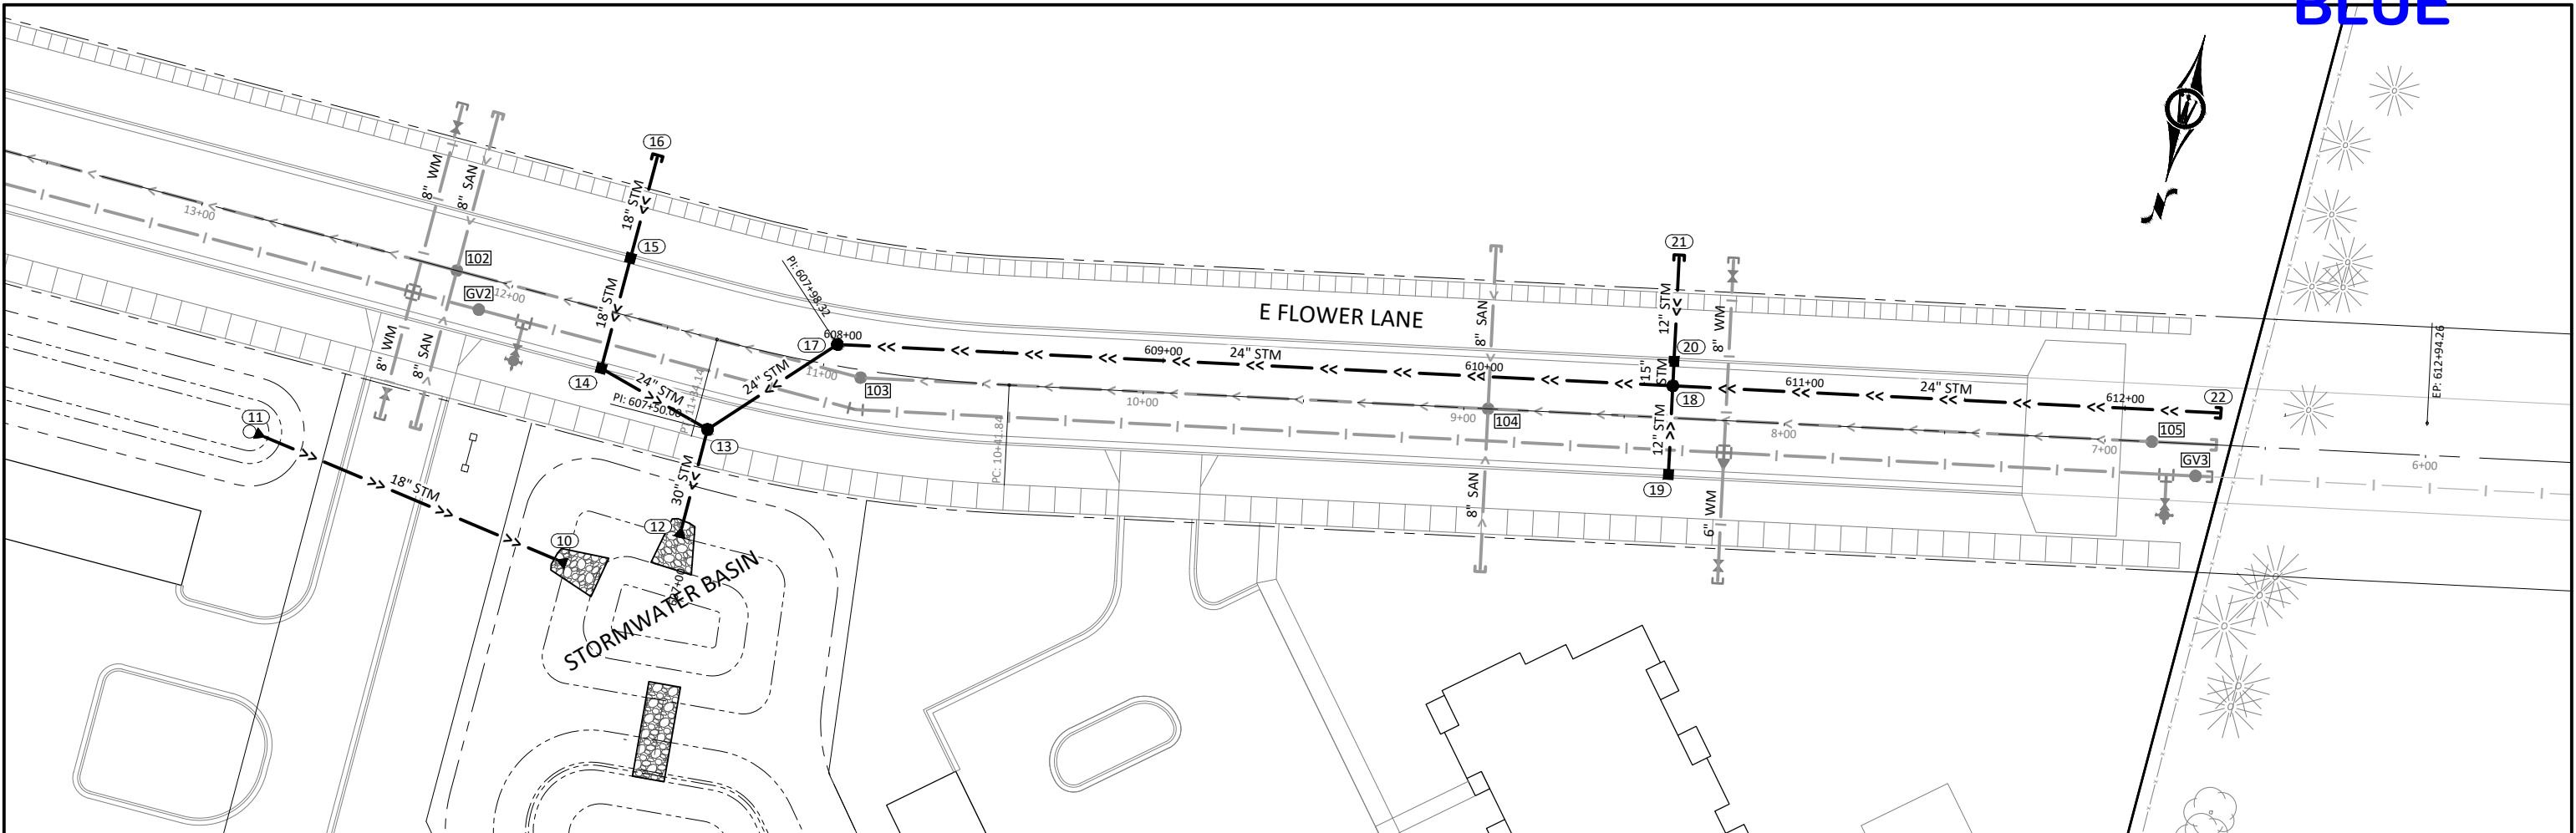 BLUE
16
8" WM
8" SAN
18" STM
13+00
15
21
102
PI: 607+98.32
12" STM
8" SAN
E FLOWER LANE
EP: 612+94.26
GV2
12+00
18" STM
8" WM
608+00
17
20
609+00
24" STM
15" STM
8" WM
8" SAN
610+00
611+00
24" STM
14
24" STM
24" STM
11+00
103
18
612+00
22
PI: 607+50.00
10+00
11
9+00
104
12" STM
8+00
105
13
7+00
GV3
6+00
PC: 10+41.84
18" STM
30" STM
8" SAN
19
6" WM
12
10
STORMWATER BASIN